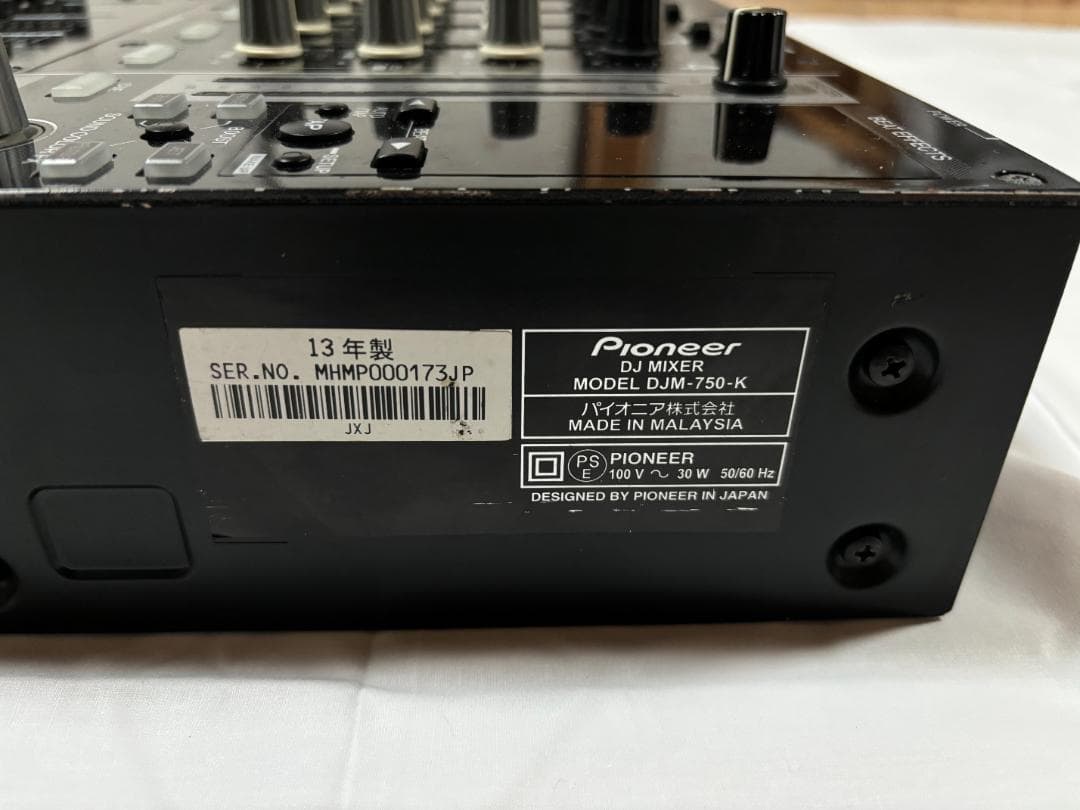 BEAT EFFECTS
13 年製
SER.NO. MHMP000173JP
JXJ
Pioneer
DJ MIXER
MODEL DJM-750-K
パイオニア株式会社
MADE IN MALAYSIA
PS
E
PIONEER
100 V ～ 30 W 50/60 Hz
DESIGNED BY PIONEER IN JAPAN